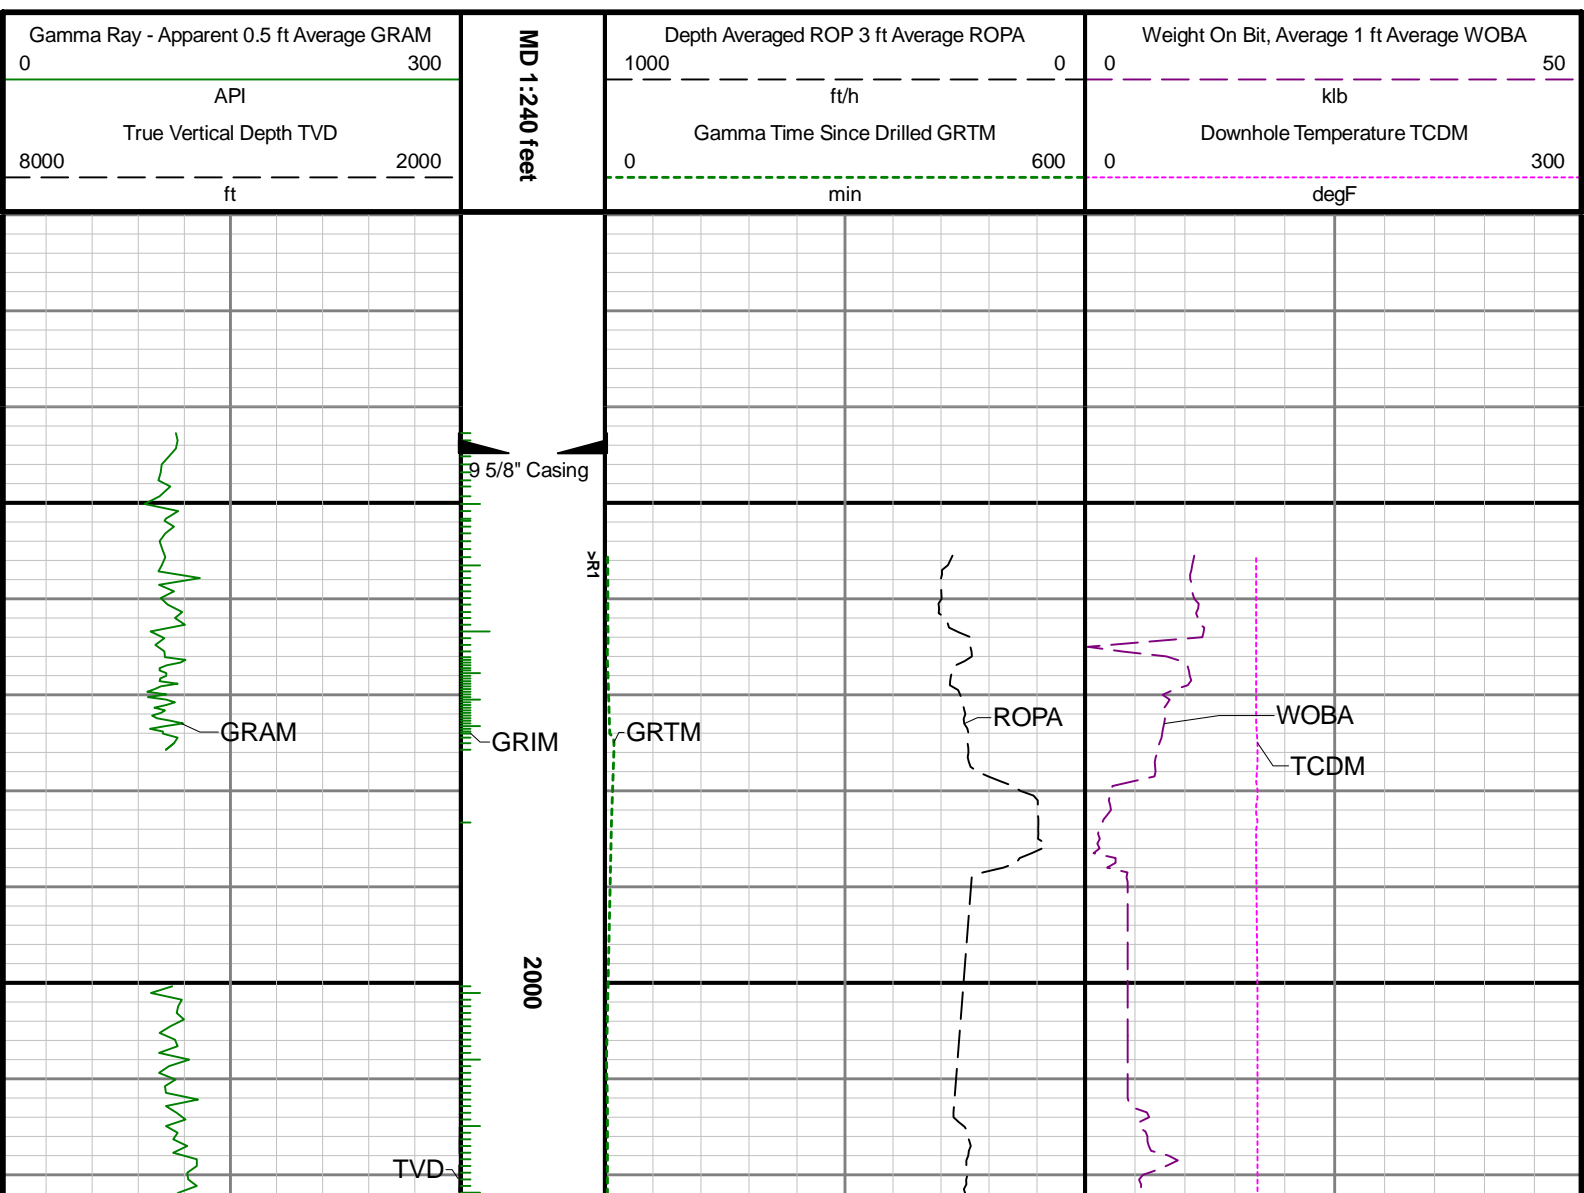 Gamma Ray - Apparent 0.5 ft Average GRAM
0 300
API
True Vertical Depth TVD
8000 2000
ft
MD 1:240 feet
Depth Averaged ROP 3 ft Average ROPA
1000 0
ft/h
Gamma Time Since Drilled GRTM
0 600
min
Weight On Bit, Average 1 ft Average WOBA
0 50
klb
Downhole Temperature TCDM
0 300
degF
9 5/8" Casing
>R1
GRAM
GRIM
GRTM
ROPA
WOBA
TCDM
2000
TVD